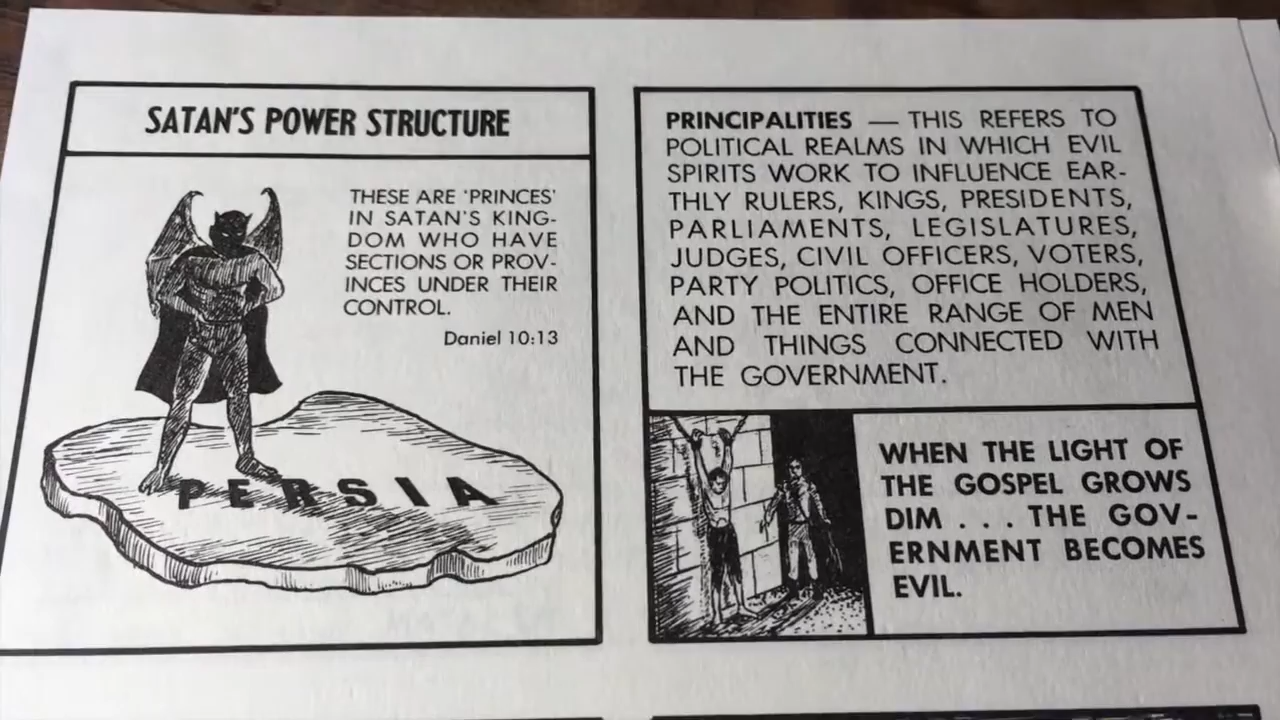 SATAN'S POWER STRUCTURE
THESE ARE 'PRINCES'
IN SATAN'S KING-
DOM WHO HAVE
SECTIONS OR PROV-
INCES UNDER THEIR
CONTROL.
Daniel 10:13
PERSIA
PRINCIPALITIES — THIS REFERS TO
POLITICAL REALMS IN WHICH EVIL
SPIRITS WORK TO INFLUENCE EAR-
THLY RULERS, KINGS, PRESIDENTS,
PARLIAMENTS, LEGISLATURES,
JUDGES, CIVIL OFFICERS, VOTERS,
PARTY POLITICS, OFFICE HOLDERS,
AND THE ENTIRE RANGE OF MEN
AND THINGS CONNECTED WITH
THE GOVERNMENT.
WHEN THE LIGHT OF
THE GOSPEL GROWS
DIM . . . THE GOV-
ERNMENT BECOMES
EVIL.